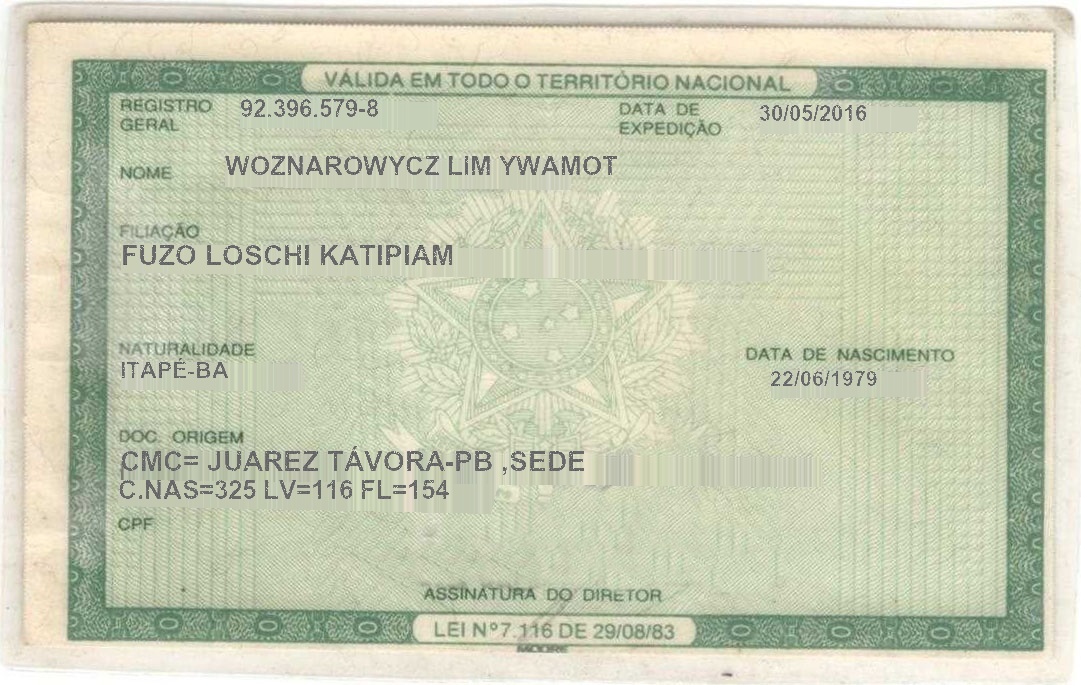 VÁLIDA EM TODO O TERRITÓRIO NACIONAL
REGISTRO GERAL 92.396.579-8 DATA DE EXPEDIÇÃO 30/05/2016
NOME WOZNAROWYCZ LIM YWAMOT
FILIAÇÃO
FUZO LOSCHI KATIPIAM
NATURALIDADE DATA DE NASCIMENTO
ITAPÉ-BA 22/06/1979
DOC. ORIGEM
CMC= JUAREZ TÁVORA-PB ,SEDE
C.NAS=325 LV=116 FL=154
CPF
ASSINATURA DO DIRETOR
LEI Nº 7.116 DE 29/08/83
MOORE